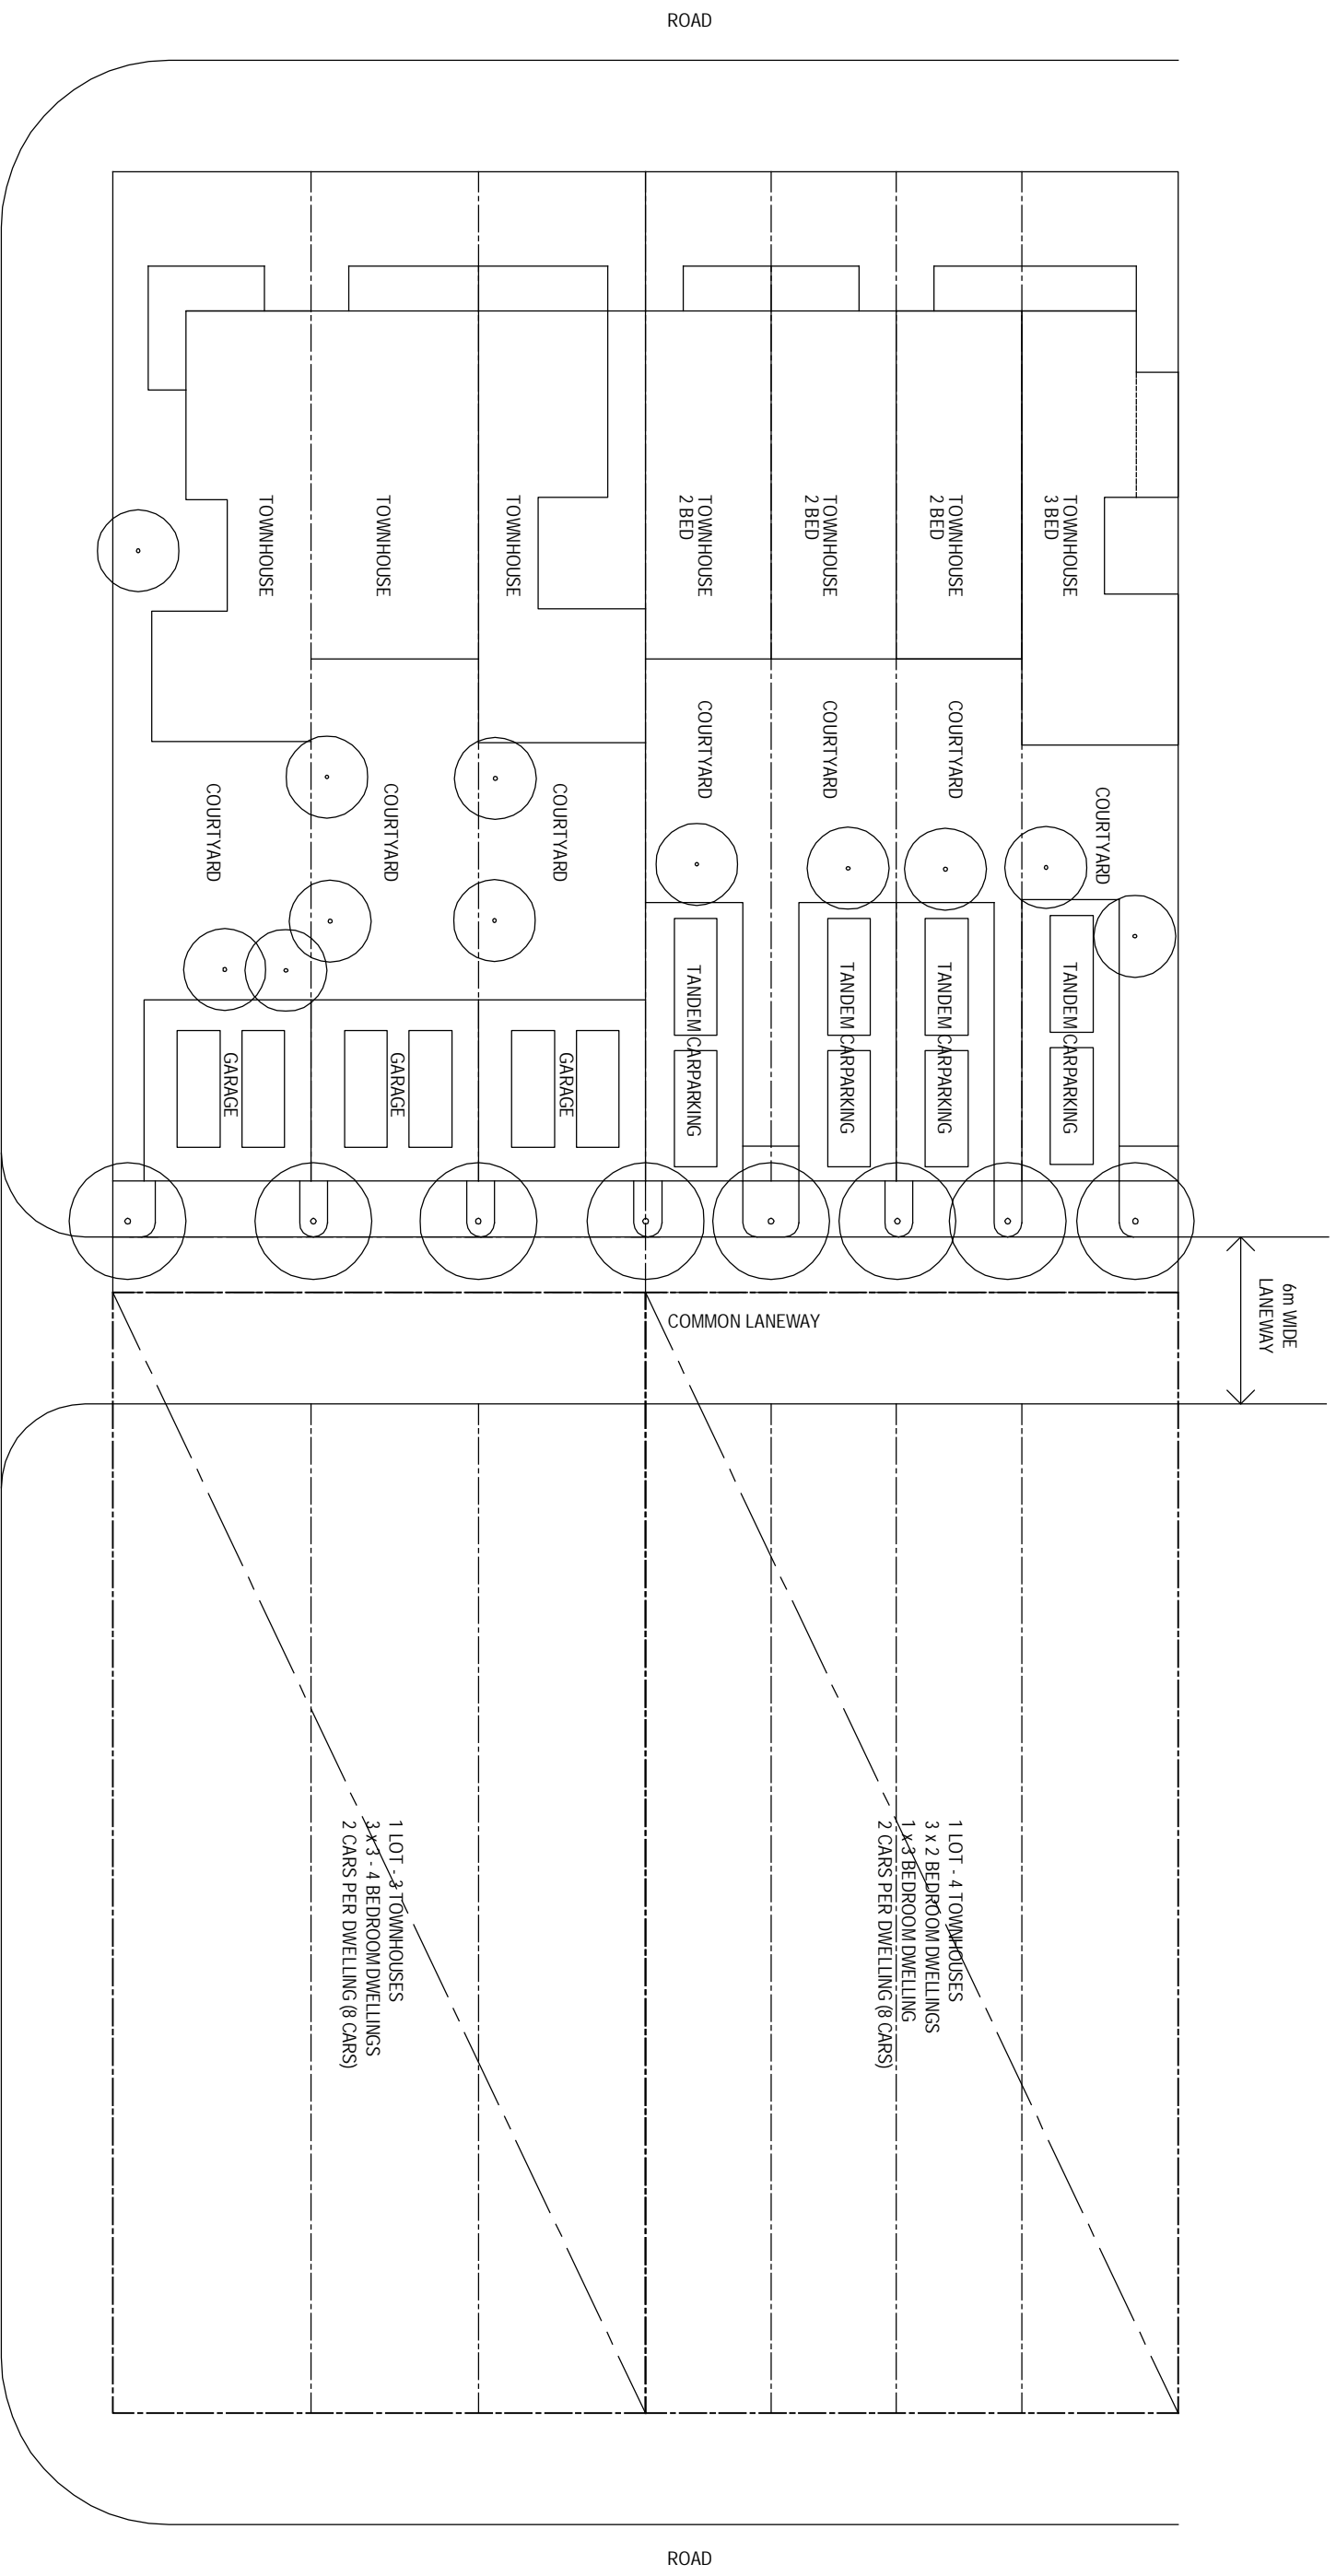 ROAD
TOWNHOUSE
TOWNHOUSE
TOWNHOUSE
TOWNHOUSE
2 BED
TOWNHOUSE
2 BED
TOWNHOUSE
2 BED
TOWNHOUSE
3 BED
COURTYARD
COURTYARD
COURTYARD
COURTYARD
COURTYARD
COURTYARD
COURTYARD
GARAGE
GARAGE
GARAGE
TANDEM CARPARKING
TANDEM CARPARKING
TANDEM CARPARKING
TANDEM CARPARKING
COMMON LANEWAY
6m WIDE
LANEWAY
1 LOT - 3 TOWNHOUSES
3 x 3 - 4 BEDROOM DWELLINGS
2 CARS PER DWELLING (8 CARS)
1 LOT - 4 TOWNHOUSES
3 x 2 BEDROOM DWELLINGS
1 x 3 BEDROOM DWELLING
2 CARS PER DWELLING (8 CARS)
ROAD